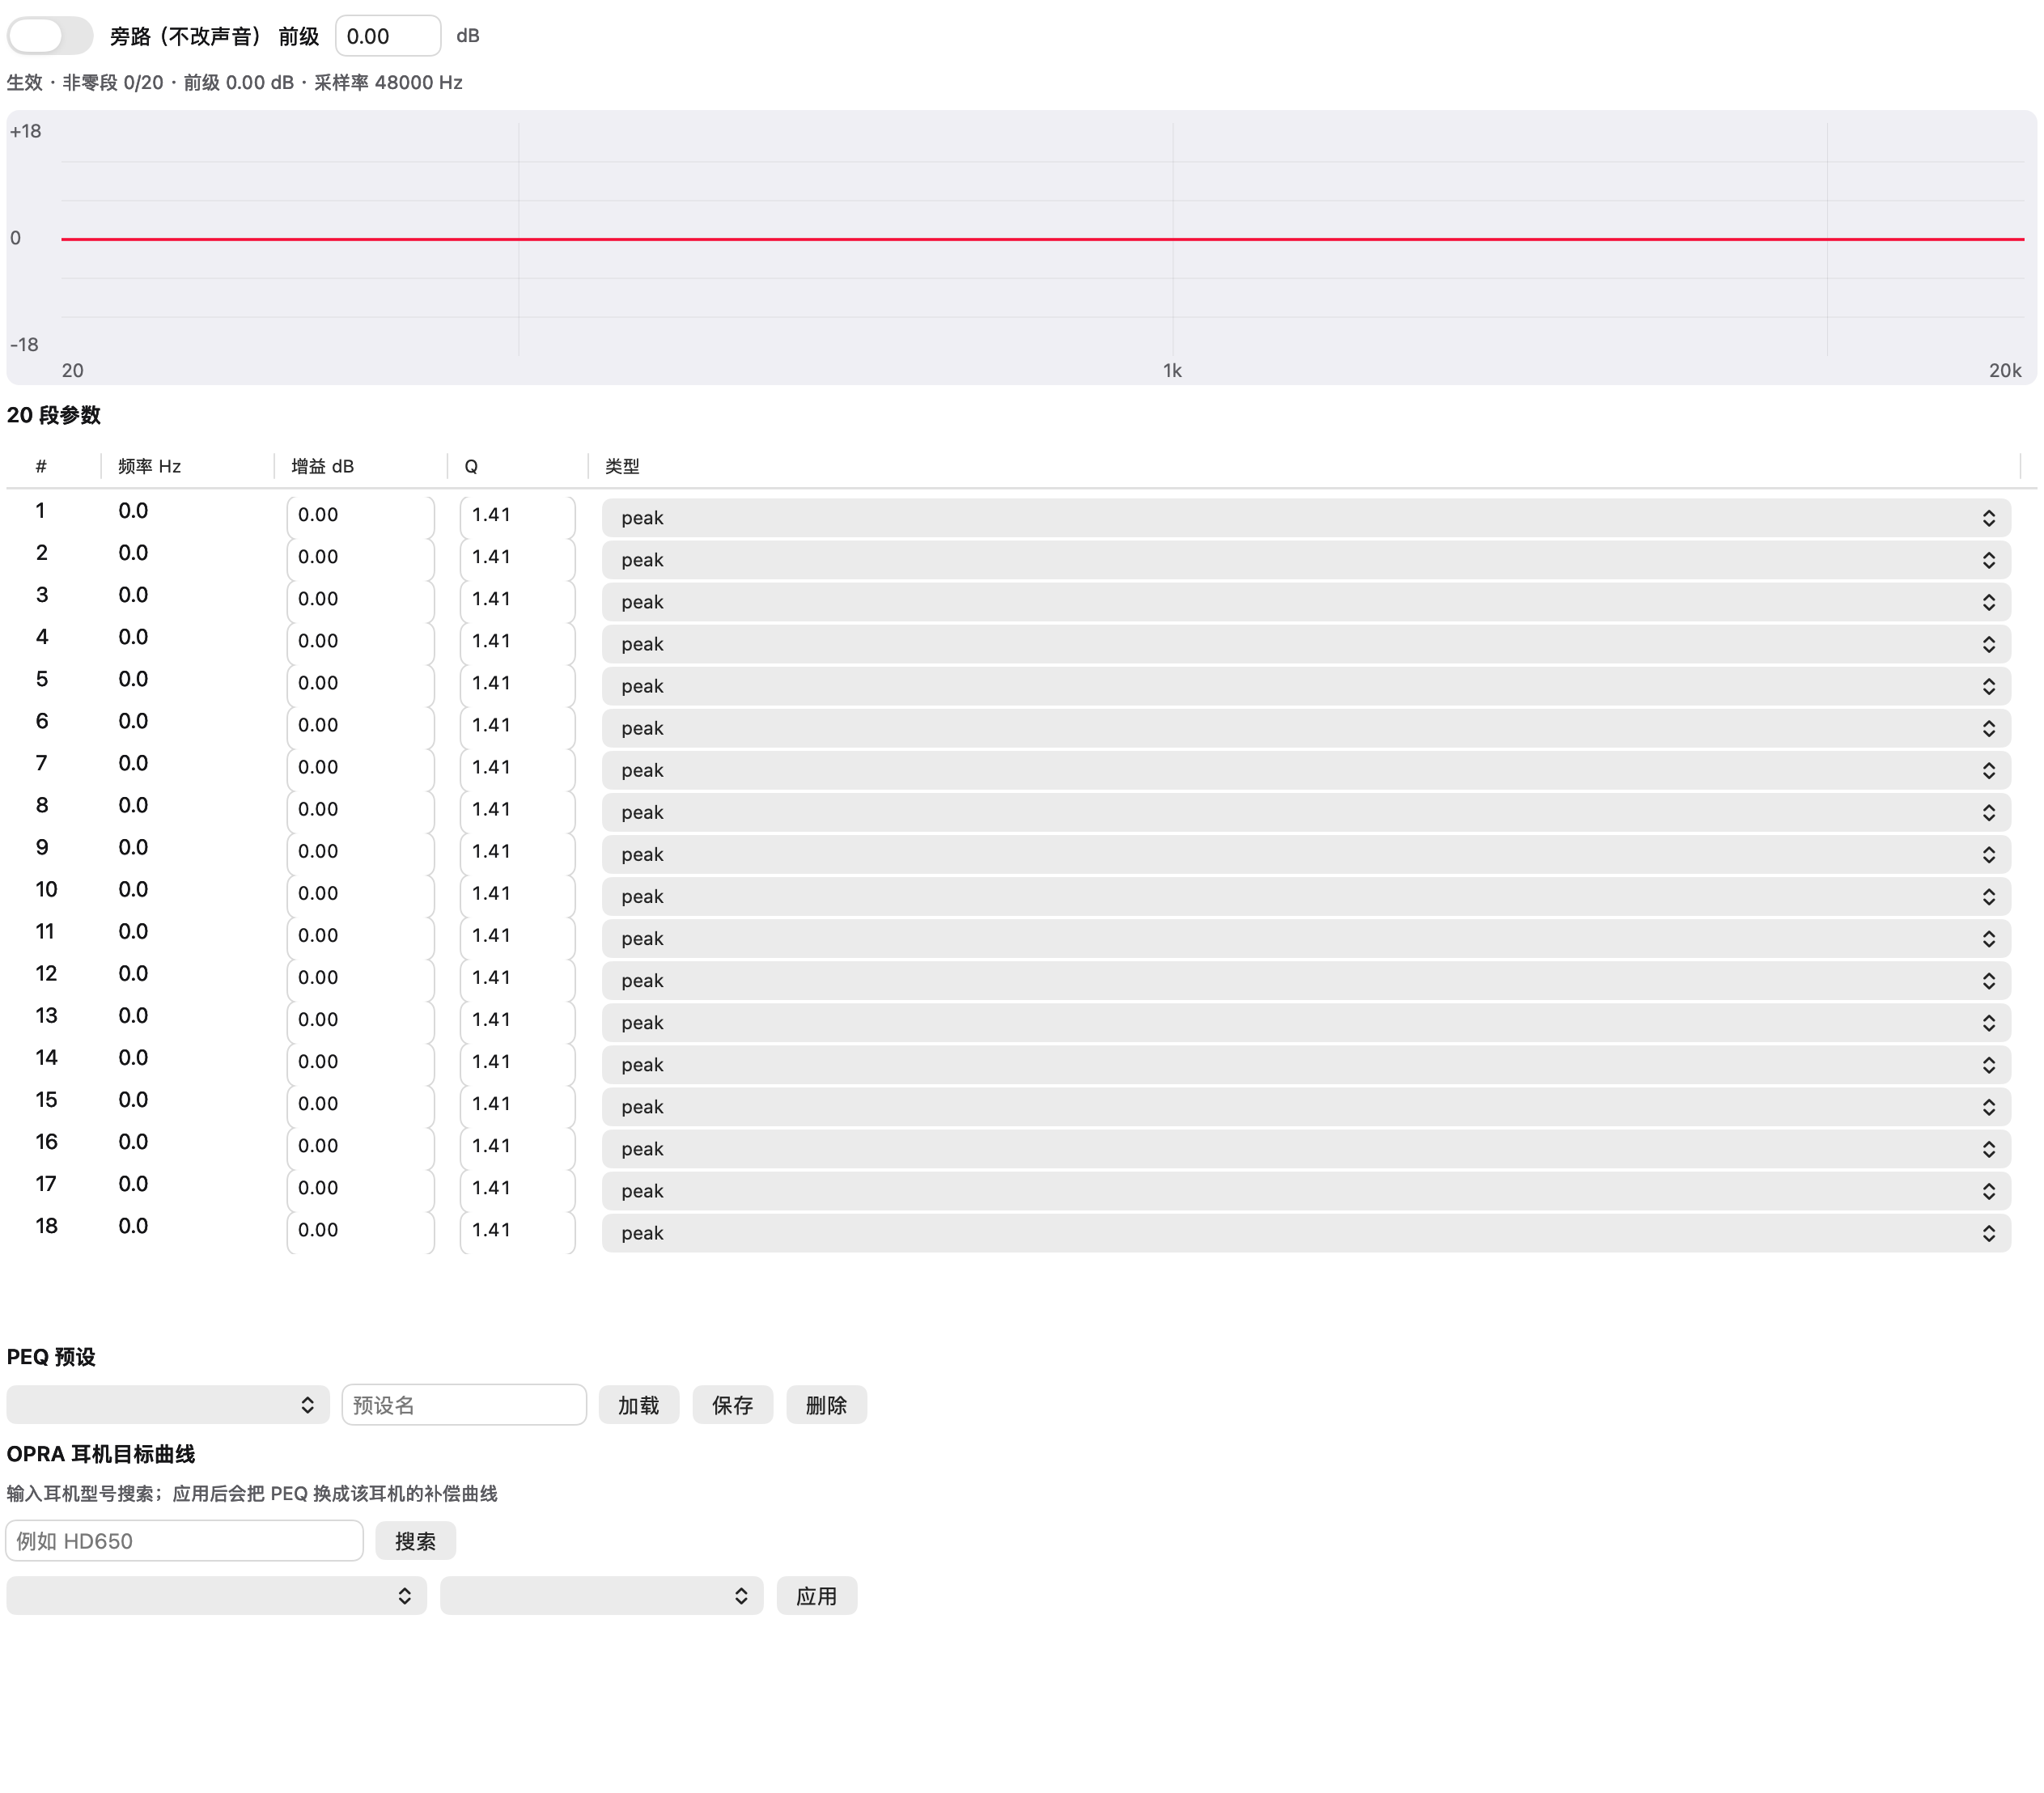 旁路（不改声音） 前级 0.00 dB
生效 · 非零段 0/20 · 前级 0.00 dB · 采样率 48000 Hz
+18
0
-18
20 1k 20k
20 段参数
# 频率 Hz 增益 dB Q 类型
1 0.0 0.00 1.41 peak
2 0.0 0.00 1.41 peak
3 0.0 0.00 1.41 peak
4 0.0 0.00 1.41 peak
5 0.0 0.00 1.41 peak
6 0.0 0.00 1.41 peak
7 0.0 0.00 1.41 peak
8 0.0 0.00 1.41 peak
9 0.0 0.00 1.41 peak
10 0.0 0.00 1.41 peak
11 0.0 0.00 1.41 peak
12 0.0 0.00 1.41 peak
13 0.0 0.00 1.41 peak
14 0.0 0.00 1.41 peak
15 0.0 0.00 1.41 peak
16 0.0 0.00 1.41 peak
17 0.0 0.00 1.41 peak
18 0.0 0.00 1.41 peak
PEQ 预设
预设名 加载 保存 删除
OPRA 耳机目标曲线
输入耳机型号搜索；应用后会把 PEQ 换成该耳机的补偿曲线
例如 HD650 搜索
应用